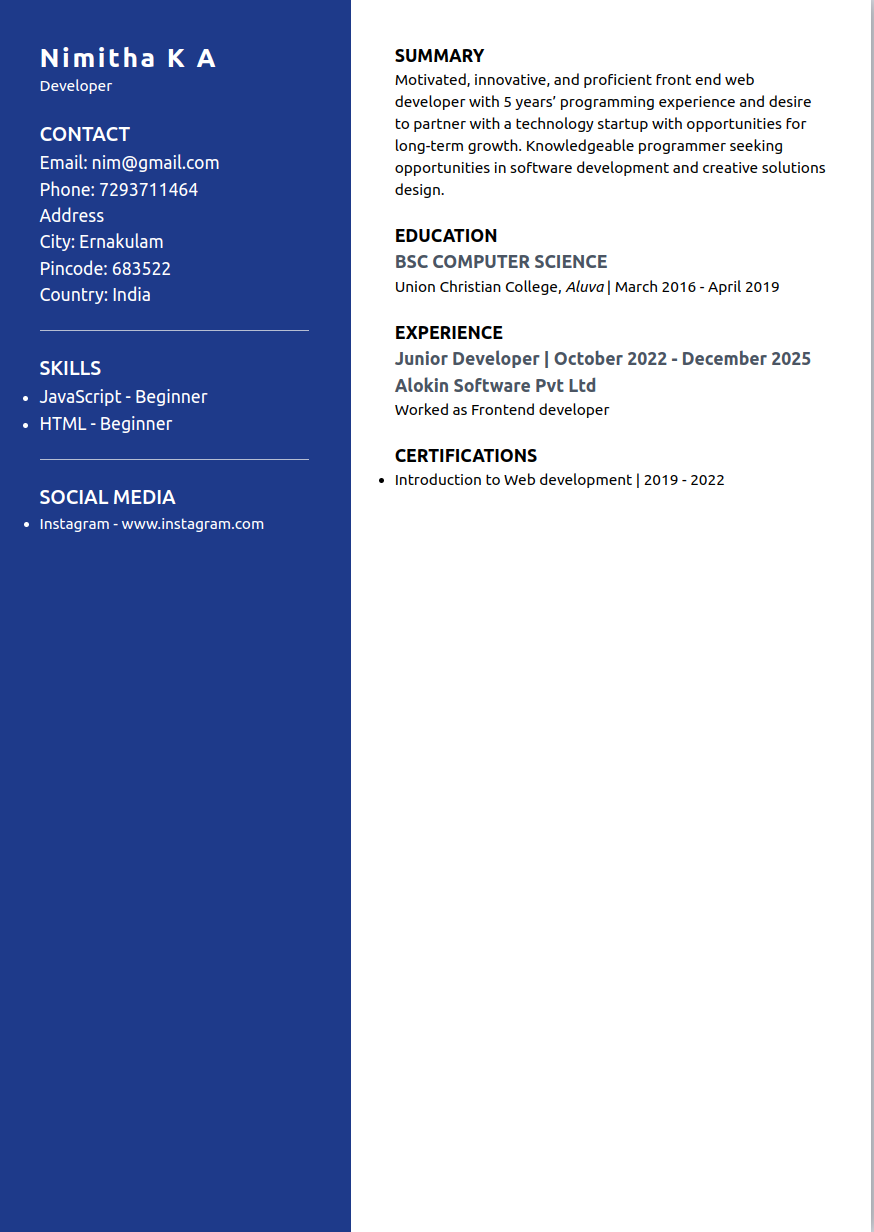 Nimitha K A
Developer
CONTACT
Email: nim@gmail.com
Phone: 7293711464
Address
City: Ernakulam
Pincode: 683522
Country: India
SKILLS
JavaScript - Beginner
HTML - Beginner
SOCIAL MEDIA
Instagram - www.instagram.com
SUMMARY
Motivated, innovative, and proficient front end web
developer with 5 years’ programming experience and desire
to partner with a technology startup with opportunities for
long-term growth. Knowledgeable programmer seeking
opportunities in software development and creative solutions
design.
EDUCATION
BSC COMPUTER SCIENCE
Union Christian College, Aluva | March 2016 - April 2019
EXPERIENCE
Junior Developer | October 2022 - December 2025
Alokin Software Pvt Ltd
Worked as Frontend developer
CERTIFICATIONS
Introduction to Web development | 2019 - 2022